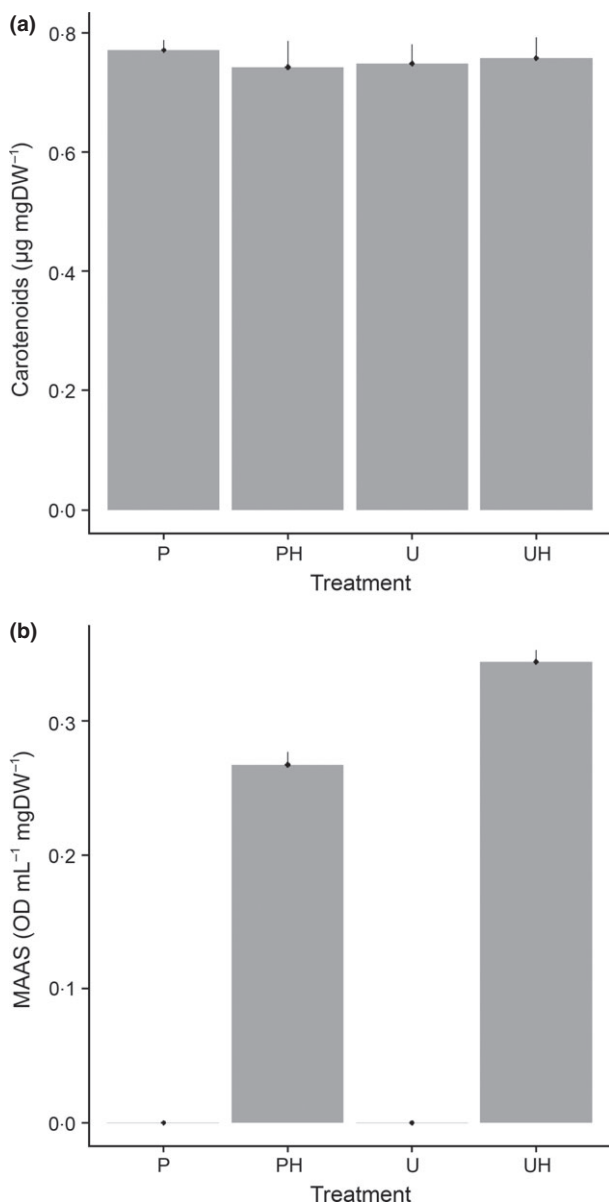 (a)
Carotenoids (µg mgDW⁻¹)
0·8
0·6
0·4
0·2
0·0
P PH U UH
Treatment
(b)
MAAS (OD mL⁻¹ mgDW⁻¹)
0·3
0·2
0·1
0·0
P PH U UH
Treatment